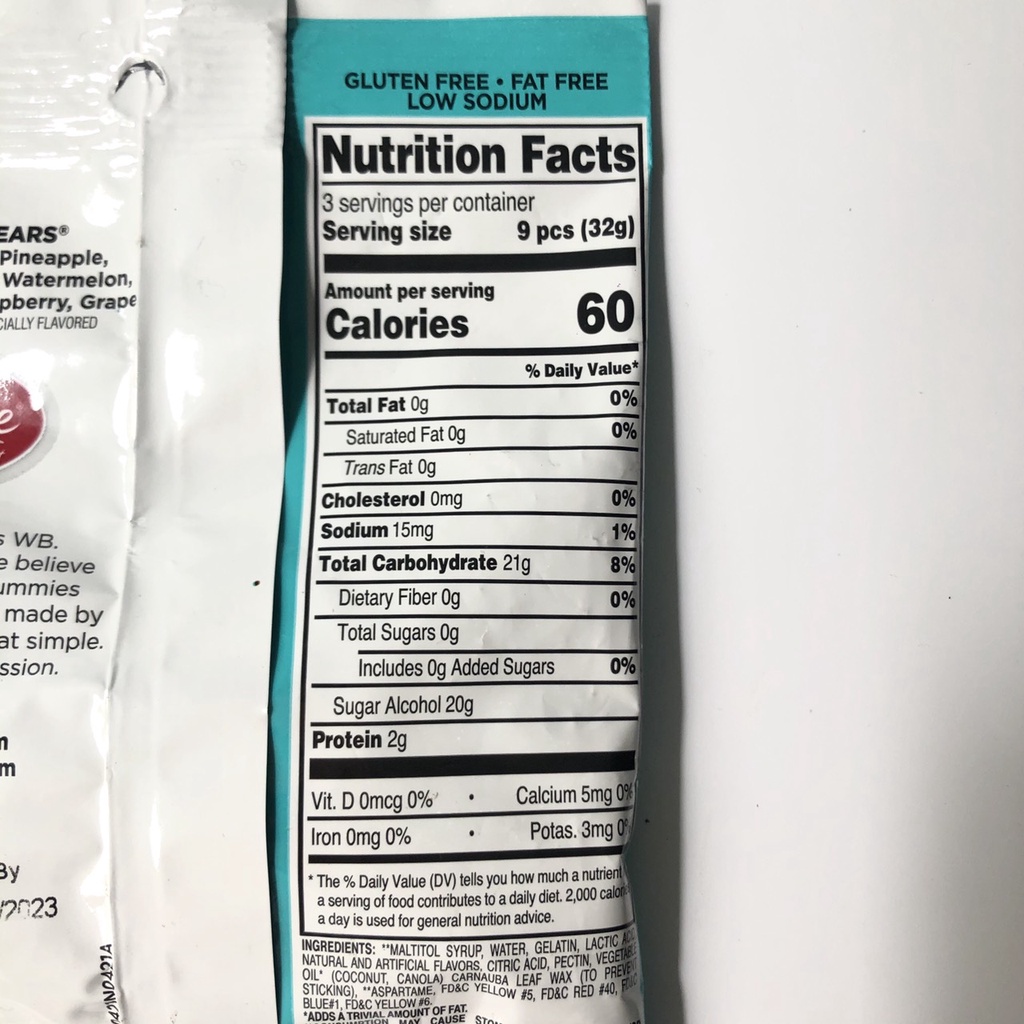 EARS®
Pineapple,
Watermelon,
pberry, Grape
CIALLY FLAVORED
e
s WB.
e believe
ummies
made by
at simple.
ssion.
n
m
By
/2023
GLUTEN FREE • FAT FREE
LOW SODIUM
Nutrition Facts
3 servings per container
Serving size 9 pcs (32g)
Amount per serving
Calories 60
% Daily Value*
Total Fat 0g 0%
Saturated Fat 0g 0%
Trans Fat 0g
Cholesterol 0mg 0%
Sodium 15mg 1%
Total Carbohydrate 21g 8%
Dietary Fiber 0g 0%
Total Sugars 0g
Includes 0g Added Sugars 0%
Sugar Alcohol 20g
Protein 2g
Vit. D 0mcg 0% • Calcium 5mg 0%
Iron 0mg 0% • Potas. 3mg 0%
* The % Daily Value (DV) tells you how much a nutrient
a serving of food contributes to a daily diet. 2,000 calorie
a day is used for general nutrition advice.
INGREDIENTS: **MALTITOL SYRUP, WATER, GELATIN, LACTIC AC
NATURAL AND ARTIFICIAL FLAVORS, CITRIC ACID, PECTIN, VEGETABLE
OIL* (COCONUT, CANOLA) CARNAUBA LEAF WAX (TO PREVENT
STICKING), **ASPARTAME, FD&C YELLOW #5, FD&C RED #40, FD&C
BLUE#1, FD&C YELLOW #6.
*ADDS A TRIVIAL AMOUNT OF FAT.
MAY CAUSE